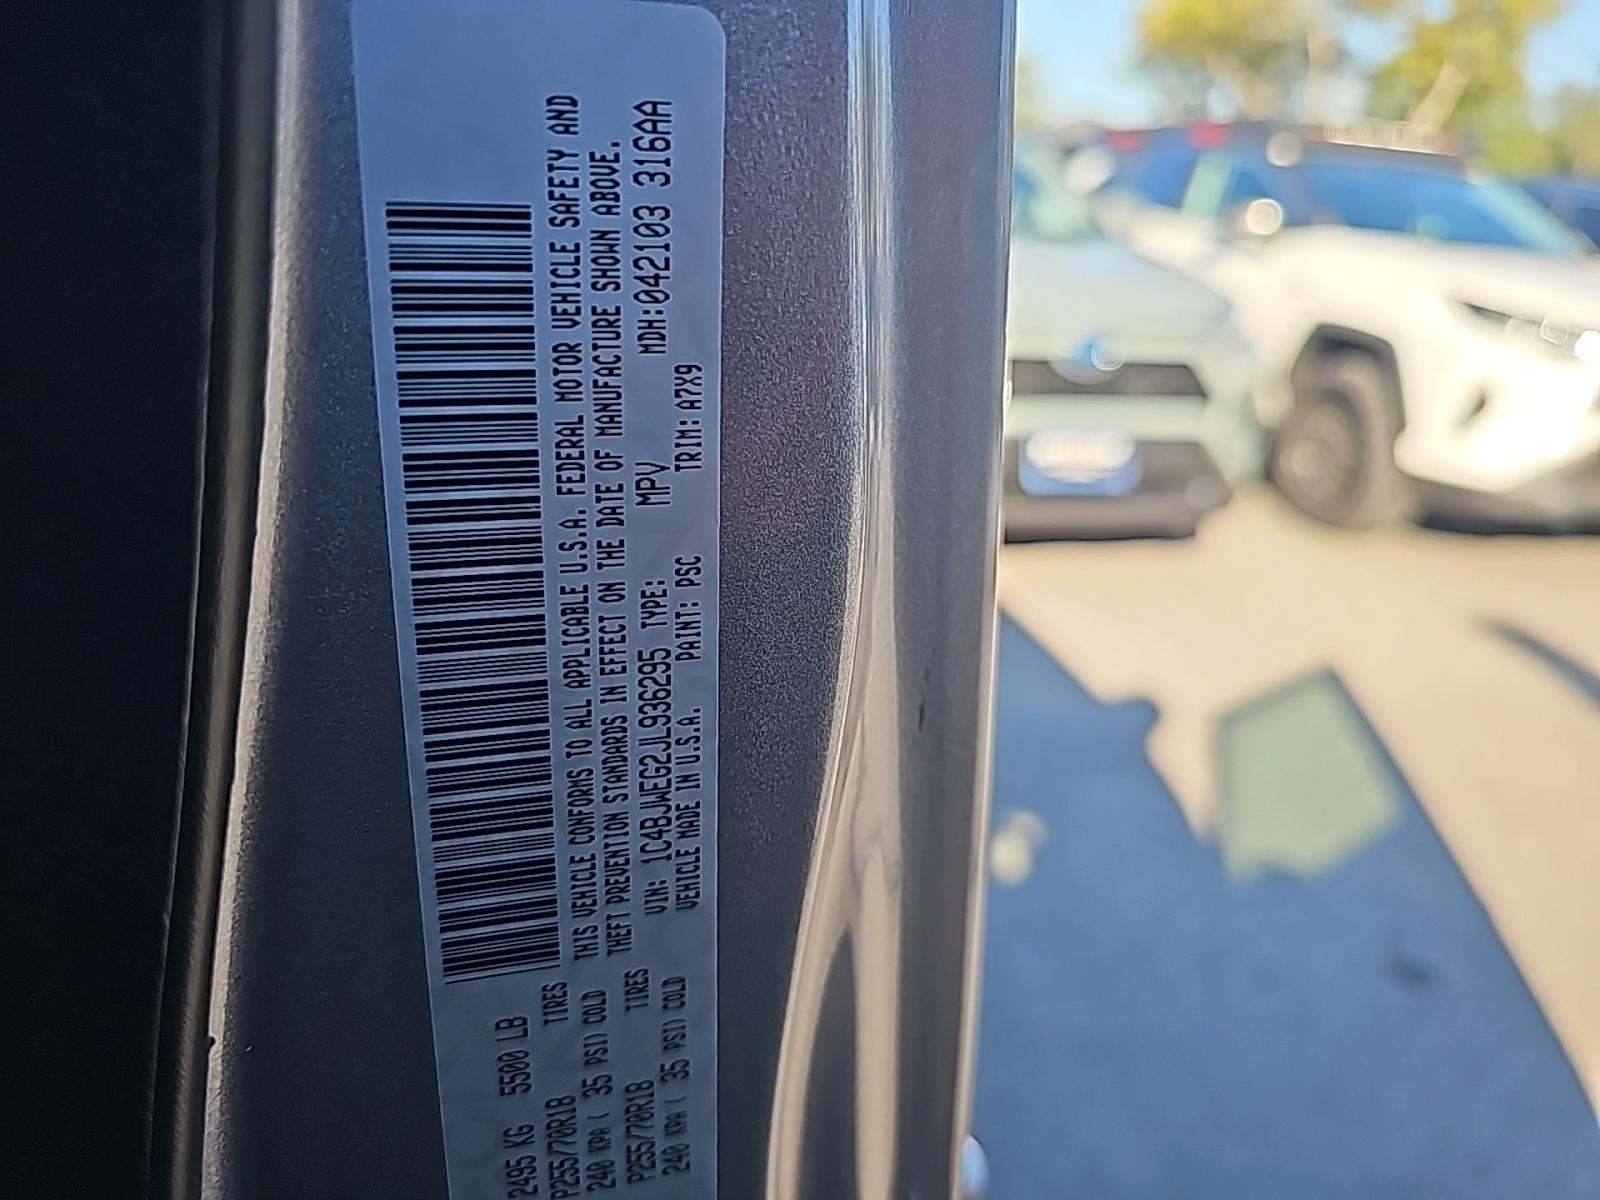 2495 KG 5500 LB
P255/70R18 TIRES
240 KPA ( 35 PSI) COLD
P255/70R18 TIRES
240 KPA ( 35 PSI) COLD
THIS VEHICLE CONFORMS TO ALL APPLICABLE U.S.A. FEDERAL MOTOR VEHICLE SAFETY AND
THEFT PREVENTION STANDARDS IN EFFECT ON THE DATE OF MANUFACTURE SHOWN ABOVE.
VIN: 1C4BJWEG2JL936295 TYPE: MPV MDH:042103 316AA
VEHICLE MADE IN U.S.A. PAINT: PSC TRIM: A7X9